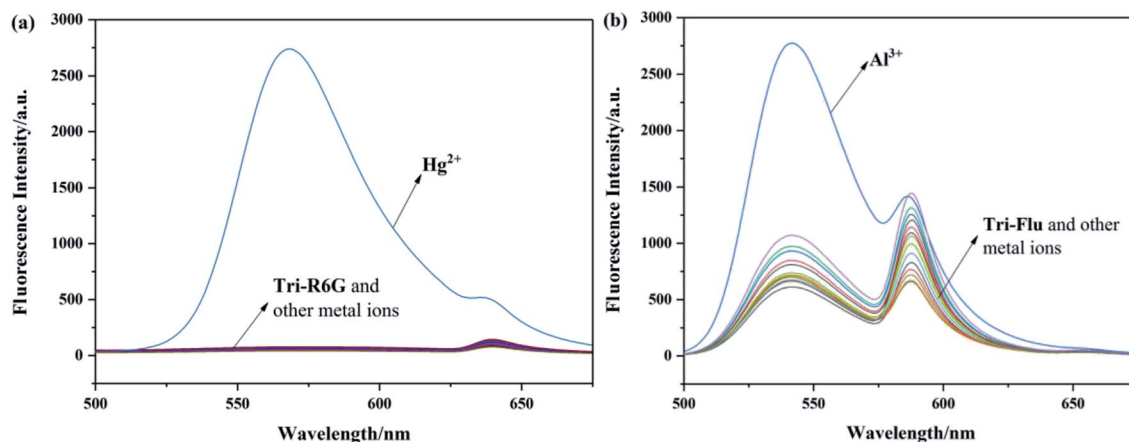 (a)
3000
2500
2000
1500
1000
500
0
Fluorescence Intensity/a.u.
Hg²⁺
Tri-R6G and
other metal ions
500
550
600
650
Wavelength/nm
(b)
3000
2500
2000
1500
1000
500
0
Fluorescence Intensity/a.u.
Al³⁺
Tri-Flu and other
metal ions
500
550
600
650
Wavelength/nm